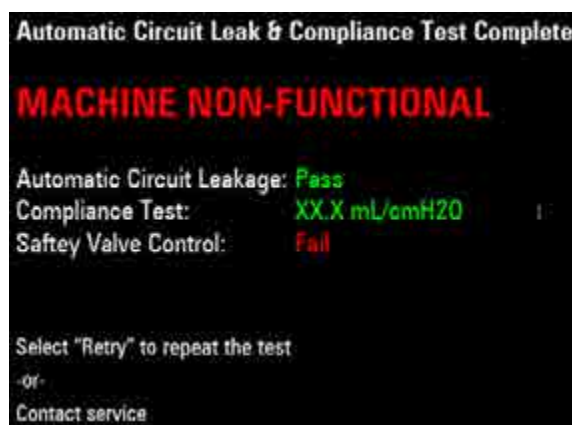 Automatic Circuit Leak & Compliance Test Complete
MACHINE NON-FUNCTIONAL
Automatic Circuit Leakage: Pass
Compliance Test: XX.X mL/cmH2O
Saftey Valve Control: Fail
Select "Retry" to repeat the test
-or-
Contact service